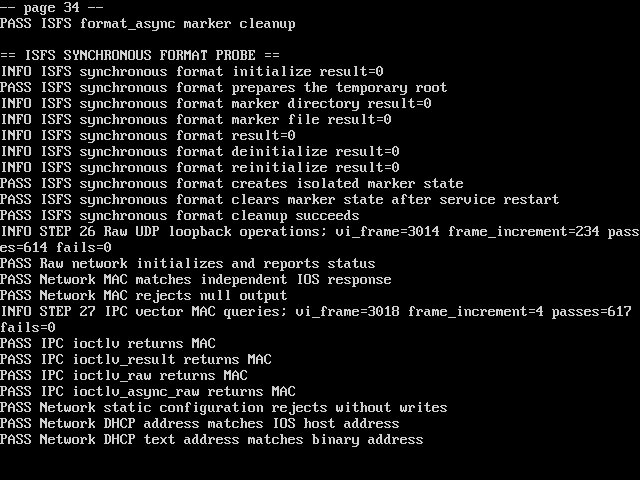 -- page 34 --
PASS ISFS format_async marker cleanup
== ISFS SYNCHRONOUS FORMAT PROBE ==
INFO ISFS synchronous format initialize result=0
PASS ISFS synchronous format prepares the temporary root
INFO ISFS synchronous format marker directory result=0
INFO ISFS synchronous format marker file result=0
INFO ISFS synchronous format result=0
INFO ISFS synchronous format deinitialize result=0
INFO ISFS synchronous format reinitialize result=0
PASS ISFS synchronous format creates isolated marker state
PASS ISFS synchronous format clears marker state after service restart
PASS ISFS synchronous format cleanup succeeds
INFO STEP 26 Raw UDP loopback operations; vi_frame=3014 frame_increment=234 pass
es=614 fails=0
PASS Raw network initializes and reports status
PASS Network MAC matches independent IOS response
PASS Network MAC rejects null output
INFO STEP 27 IPC vector MAC queries; vi_frame=3018 frame_increment=4 passes=617
fails=0
PASS IPC ioctlv returns MAC
PASS IPC ioctlv_result returns MAC
PASS IPC ioctlv_raw returns MAC
PASS IPC ioctlv_async_raw returns MAC
PASS Network static configuration rejects without writes
PASS Network DHCP address matches IOS host address
PASS Network DHCP text address matches binary address